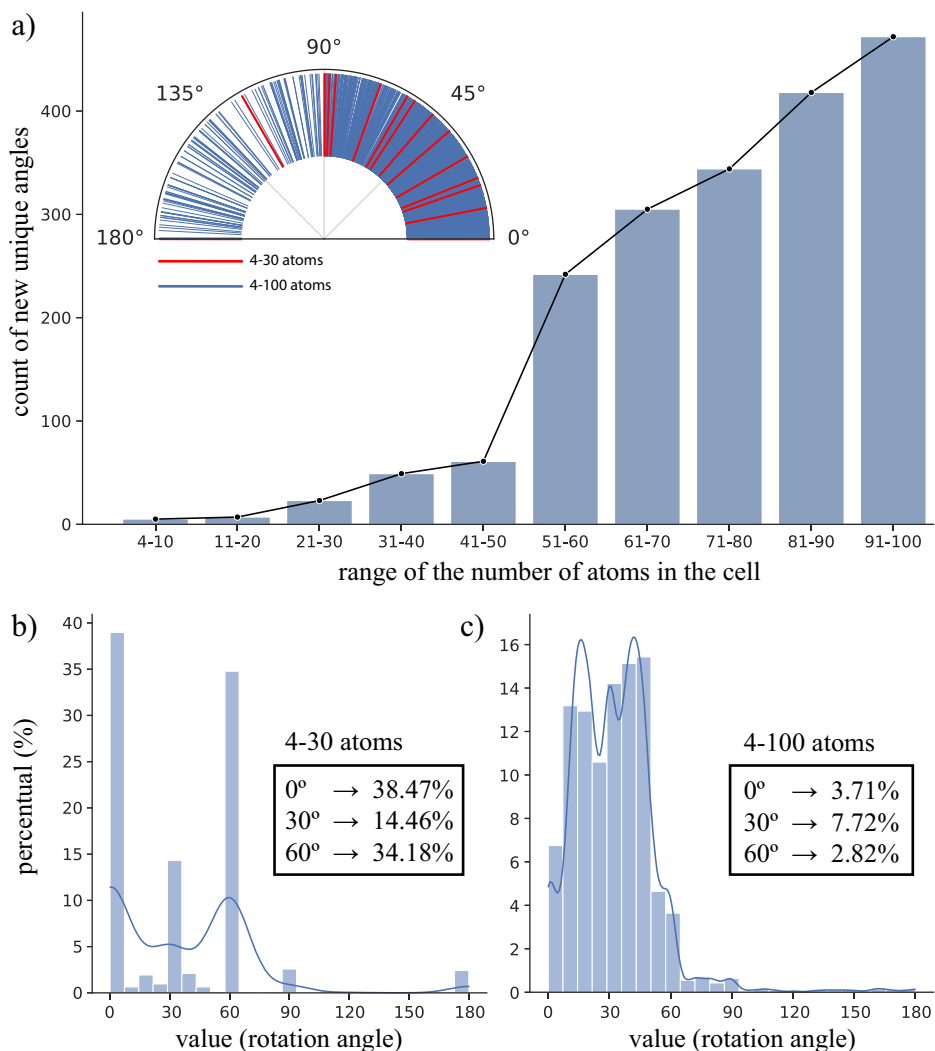 a)
90°
135°
45°
180°
0°
4-30 atoms
4-100 atoms
count of new unique angles
400
300
200
100
0
4-10 11-20 21-30 31-40 41-50 51-60 61-70 71-80 81-90 91-100
range of the number of atoms in the cell
b)
percentual (%)
40
35
30
25
20
15
10
5
0
4-30 atoms
0º → 38.47%
30º → 14.46%
60º → 34.18%
0 30 60 90 120 150 180
value (rotation angle)
c)
16
14
12
10
8
6
4
2
0
4-100 atoms
0º → 3.71%
30º → 7.72%
60º → 2.82%
0 30 60 90 120 150 180
value (rotation angle)